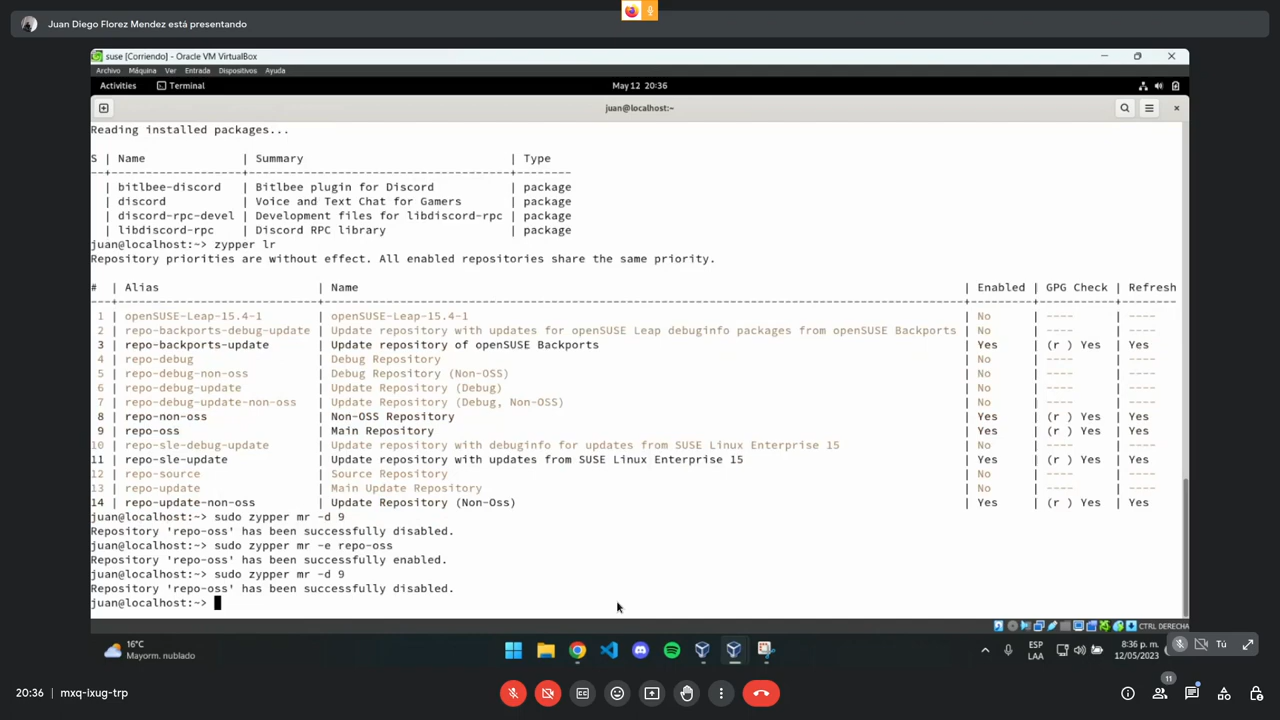 Juan Diego Florez Mendez está presentando
suse [Corriendo] - Oracle VM VirtualBox
Archivo Máquina Ver Entrada Dispositivos Ayuda
Activities Terminal May 12 20:36
juan@localhost:~
Reading installed packages...
S | Name | Summary | Type
--+---------------------+-----------------------------------------+--------
| bitlbee-discord | Bitlbee plugin for Discord | package
| discord | Voice and Text Chat for Gamers | package
| discord-rpc-devel | Development files for libdiscord-rpc | package
| libdiscord-rpc | Discord RPC library | package
juan@localhost:~> zypper lr
Repository priorities are without effect. All enabled repositories share the same priority.
# | Alias | Name | Enabled | GPG Check | Refresh
1 | openSUSE-Leap-15.4-1 | openSUSE-Leap-15.4-1 | No | ---- | ----
2 | repo-backports-debug-update | Update repository with updates for openSUSE Leap debuginfo packages from openSUSE Backports | No | ---- | ----
3 | repo-backports-update | Update repository of openSUSE Backports | Yes | (r ) Yes | Yes
4 | repo-debug | Debug Repository | No | ---- | ----
5 | repo-debug-non-oss | Debug Repository (Non-OSS) | No | ---- | ----
6 | repo-debug-update | Update Repository (Debug) | No | ---- | ----
7 | repo-debug-update-non-oss | Update Repository (Debug, Non-OSS) | No | ---- | ----
8 | repo-non-oss | Non-OSS Repository | Yes | (r ) Yes | Yes
9 | repo-oss | Main Repository | Yes | (r ) Yes | Yes
10 | repo-sle-debug-update | Update repository with debuginfo for updates from SUSE Linux Enterprise 15 | No | ---- | ----
11 | repo-sle-update | Update repository with updates from SUSE Linux Enterprise 15 | Yes | (r ) Yes | Yes
12 | repo-source | Source Repository | No | ---- | ----
13 | repo-update | Main Update Repository | No | ---- | ----
14 | repo-update-non-oss | Update Repository (Non-Oss) | Yes | (r ) Yes | Yes
juan@localhost:~> sudo zypper mr -d 9
Repository 'repo-oss' has been successfully disabled.
juan@localhost:~> sudo zypper mr -e repo-oss
Repository 'repo-oss' has been successfully enabled.
juan@localhost:~> sudo zypper mr -d 9
Repository 'repo-oss' has been successfully disabled.
juan@localhost:~>
CTRL DERECHA
16°C
Mayorm. nublado
ESP
LAA
8:36 p. m.
12/05/2023
Tú
20:36 mxq-ixug-trp
11